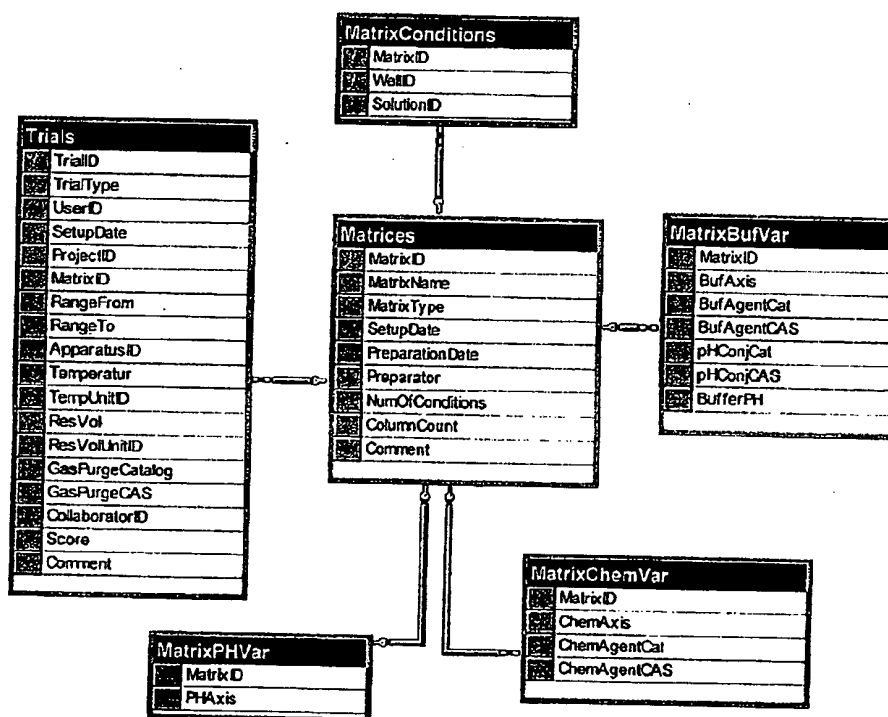 MatrixConditions
MatrixID
WellID
SolutionID
Trials
TrialID
TrialType
UserID
SetupDate
ProjectID
MatrixID
RangeFrom
RangeTo
ApparatusID
Temperatur
TempUnitID
ResVol
ResVolUnitID
GasPurgeCatalog
GasPurgeCAS
CollaboratorID
Score
Comment
Matrices
MatrixID
MatrixName
MatrixType
SetupDate
PreparationDate
Preparator
NumOfConditions
ColumnCount
Comment
MatrixBufVar
MatrixID
BufAxis
BufAgentCat
BufAgentCAS
pHConjCat
pHConjCAS
BufferPH
MatrixChemVar
MatrixID
ChemAxis
ChemAgentCat
ChemAgentCAS
MatrixPHVar
MatrixID
PHAxis